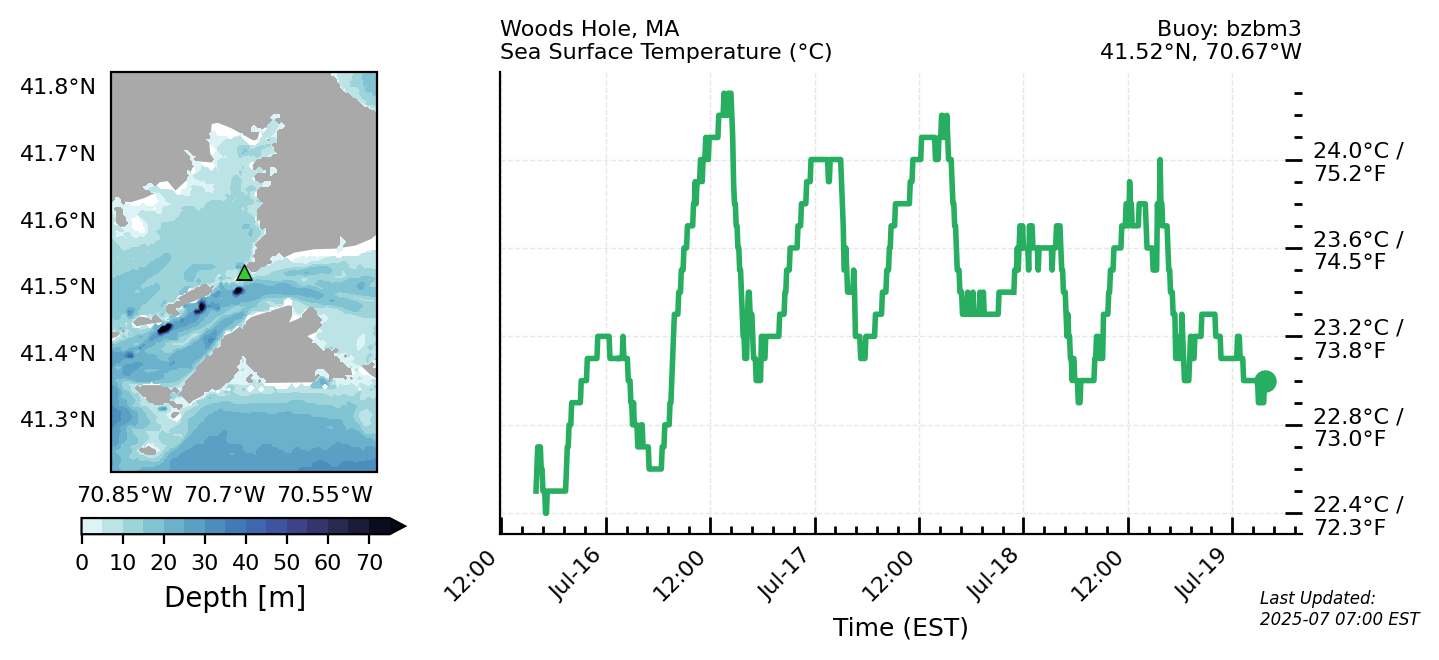 Woods Hole, MA
Sea Surface Temperature (°C)
Buoy: bzbm3
41.52°N, 70.67°W
41.8°N
41.7°N
41.6°N
41.5°N
41.4°N
41.3°N
70.85°W 70.7°W 70.55°W
0 10 20 30 40 50 60 70
Depth [m]
24.0°C /
75.2°F
23.6°C /
74.5°F
23.2°C /
73.8°F
22.8°C /
73.0°F
22.4°C /
72.3°F
12:00 Jul-16 12:00 Jul-17 12:00 Jul-18 12:00 Jul-19
Time (EST)
Last Updated:
2025-07 07:00 EST